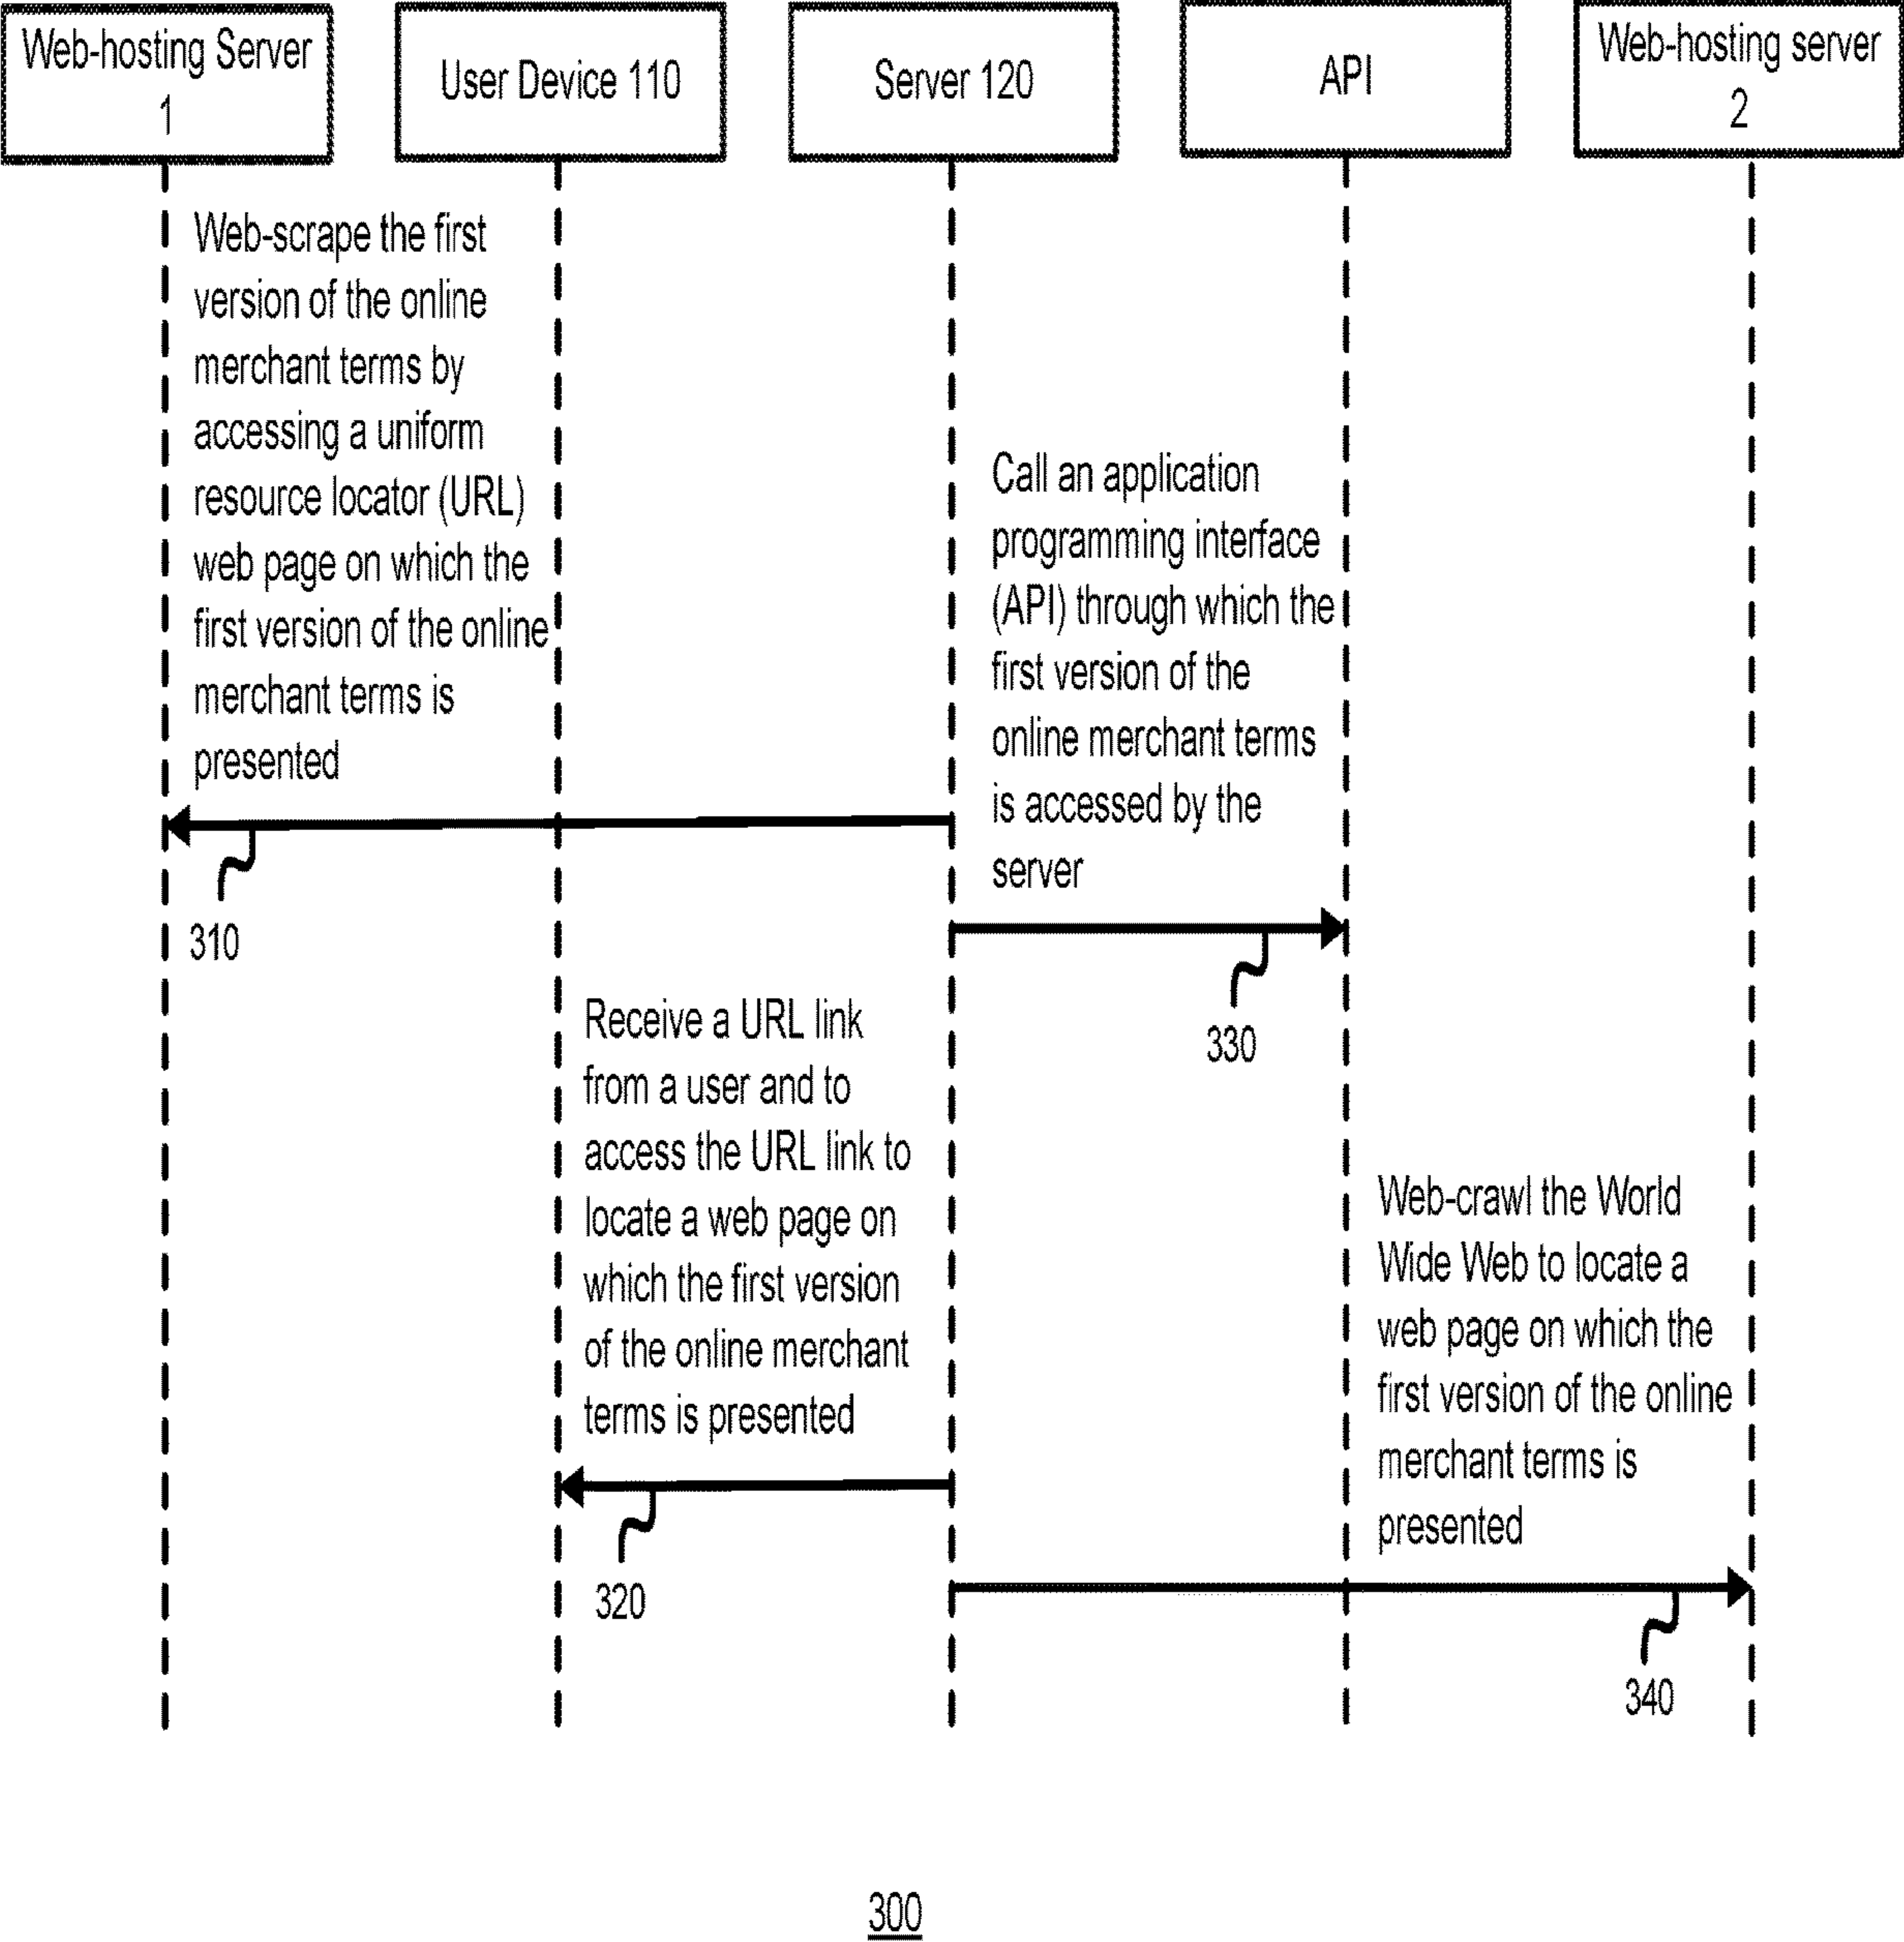 Web-hosting Server
1
User Device 110
Server 120
API
Web-hosting server
2
Web-scrape the first
version of the online
merchant terms by
accessing a uniform
resource locator (URL)
web page on which the
first version of the online
merchant terms is
presented
310
Call an application
programming interface
(API) through which the
first version of the
online merchant terms
is accessed by the
server
330
Receive a URL link
from a user and to
access the URL link to
locate a web page on
which the first version
of the online merchant
terms is presented
320
Web-crawl the World
Wide Web to locate a
web page on which the
first version of the online
merchant terms is
presented
340
300